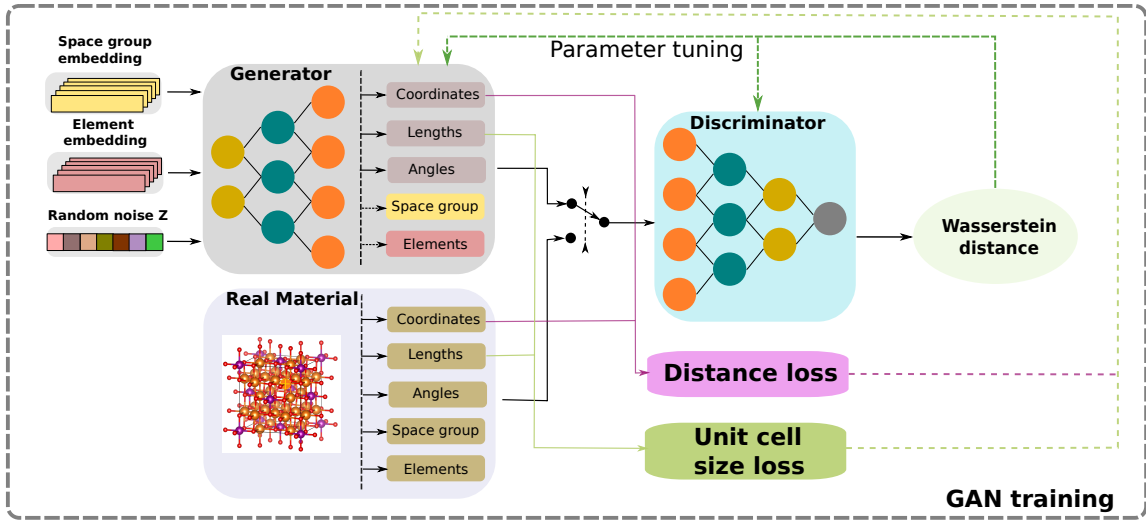 Space group
embedding
Element
embedding
Random noise Z
Generator
Coordinates
Lengths
Angles
Space group
Elements
Real Material
Coordinates
Lengths
Angles
Space group
Elements
Parameter tuning
Discriminator
Wasserstein
distance
Distance loss
Unit cell
size loss
GAN training